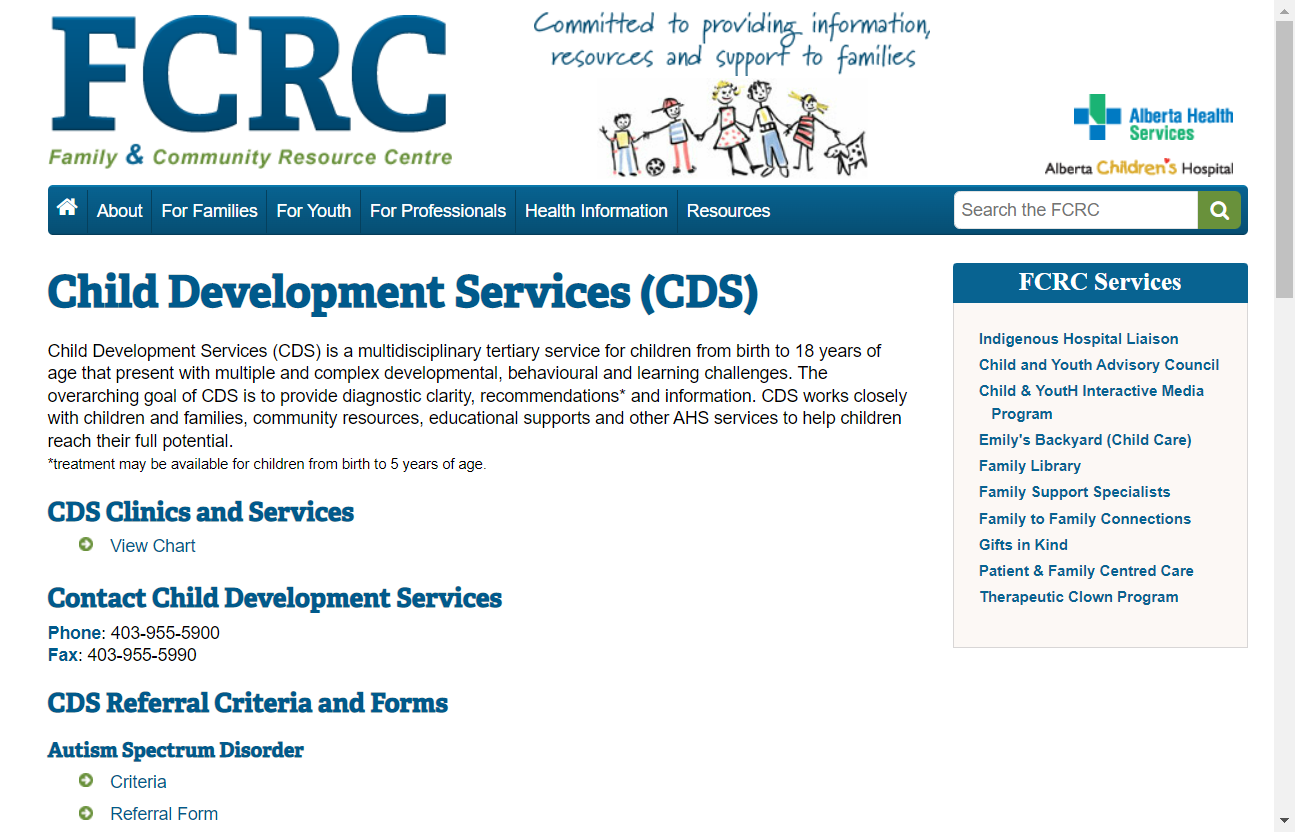 FCRC
Family & Community Resource Centre
Committed to providing information,
resources and support to families
Alberta Health
Services
Alberta Children's Hospital
About
For Families
For Youth
For Professionals
Health Information
Resources
Search the FCRC
Child Development Services (CDS)
Child Development Services (CDS) is a multidisciplinary tertiary service for children from birth to 18 years of
age that present with multiple and complex developmental, behavioural and learning challenges. The
overarching goal of CDS is to provide diagnostic clarity, recommendations* and information. CDS works closely
with children and families, community resources, educational supports and other AHS services to help children
reach their full potential.
*treatment may be available for children from birth to 5 years of age.
CDS Clinics and Services
View Chart
Contact Child Development Services
Phone: 403-955-5900
Fax: 403-955-5990
CDS Referral Criteria and Forms
Autism Spectrum Disorder
Criteria
Referral Form
FCRC Services
Indigenous Hospital Liaison
Child and Youth Advisory Council
Child & YoutH Interactive Media
Program
Emily's Backyard (Child Care)
Family Library
Family Support Specialists
Family to Family Connections
Gifts in Kind
Patient & Family Centred Care
Therapeutic Clown Program